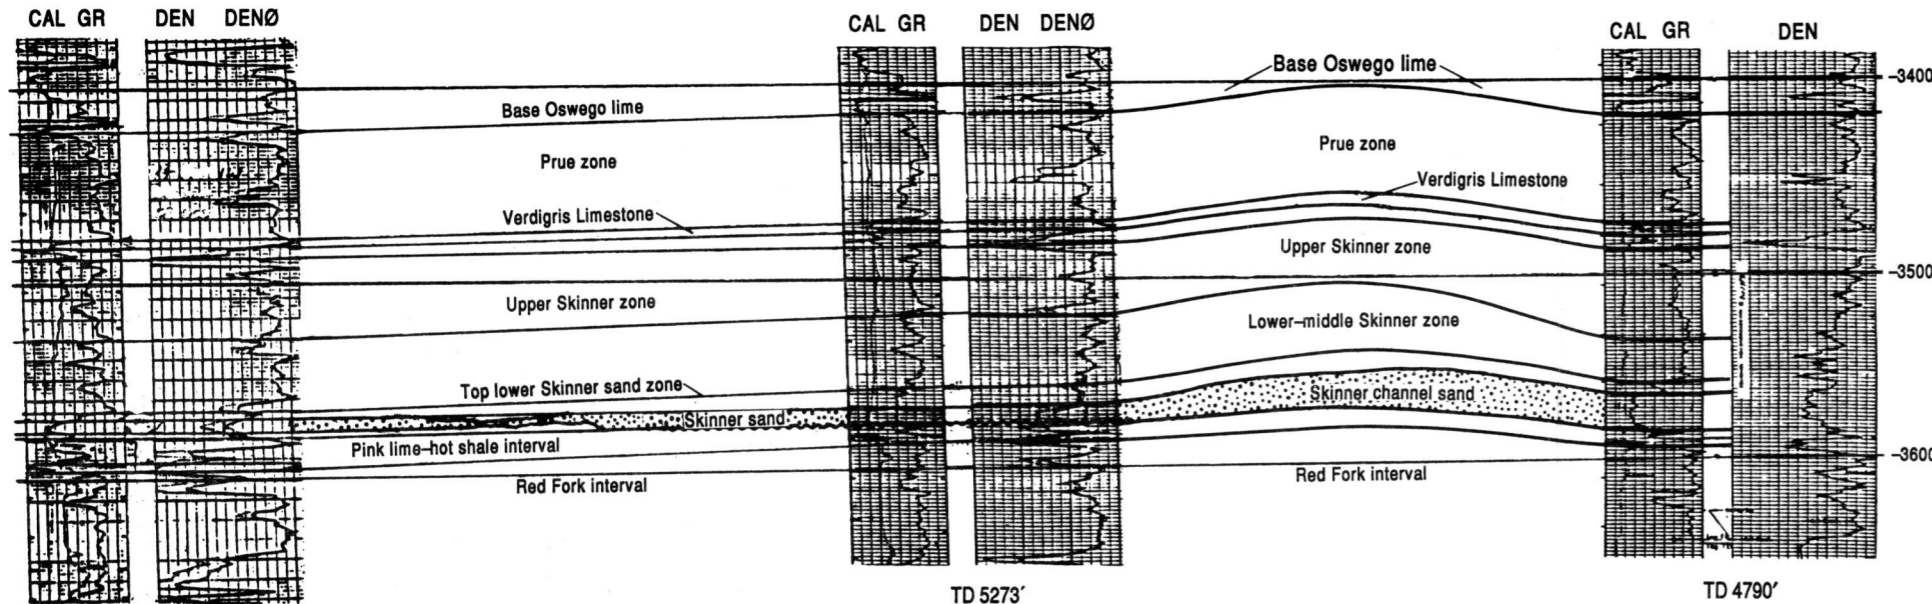 CAL GR DEN DENØ
CAL GR DEN DENØ
CAL GR DEN
Base Oswego lime
Base Oswego lime
Prue zone
Prue zone
Verdigris Limestone
Verdigris Limestone
Upper Skinner zone
Upper Skinner zone
Lower–middle Skinner zone
Top lower Skinner sand zone
Skinner sand
Skinner channel sand
Pink lime–hot shale interval
Red Fork interval
Red Fork interval
–3400
–3500
–3600
TD 5273′
TD 4790′